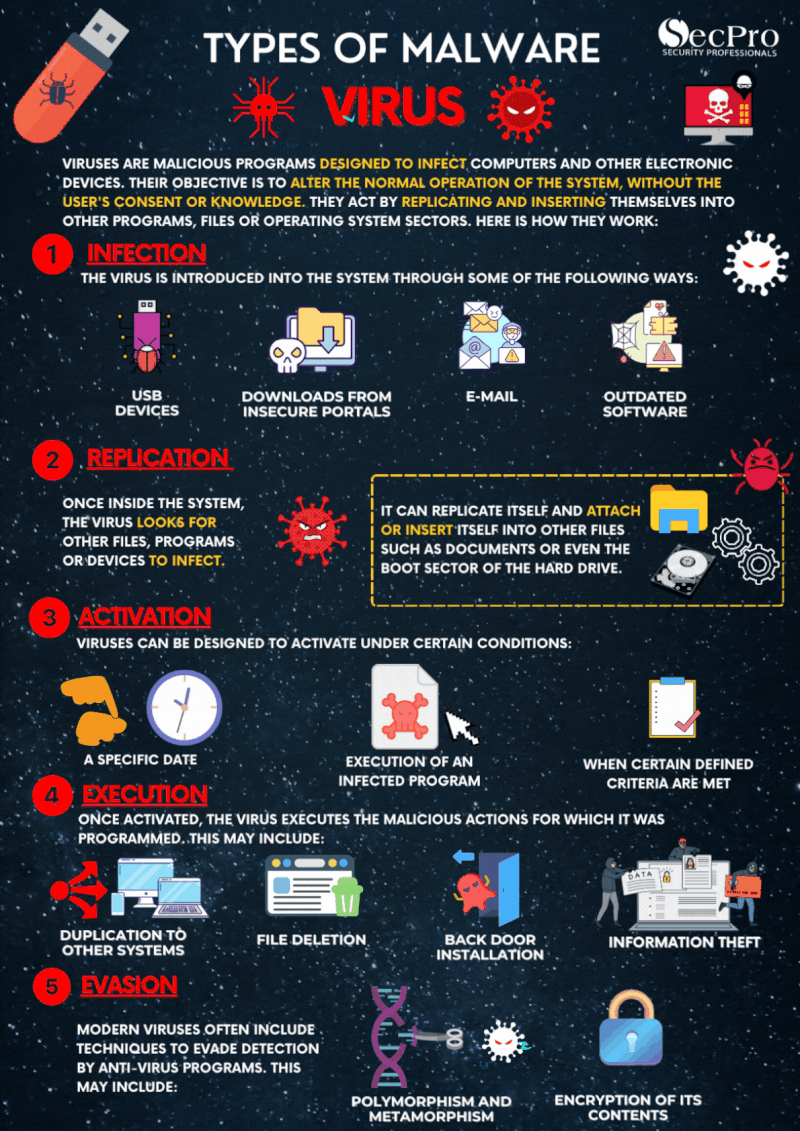 TYPES OF MALWARE
SecPro
SECURITY PROFESSIONALS
VIRUS
VIRUSES ARE MALICIOUS PROGRAMS DESIGNED TO INFECT COMPUTERS AND OTHER ELECTRONIC
DEVICES. THEIR OBJECTIVE IS TO ALTER THE NORMAL OPERATION OF THE SYSTEM, WITHOUT THE
USER'S CONSENT OR KNOWLEDGE. THEY ACT BY REPLICATING AND INSERTING THEMSELVES INTO
OTHER PROGRAMS, FILES OR OPERATING SYSTEM SECTORS. HERE IS HOW THEY WORK:
1 INFECTION
THE VIRUS IS INTRODUCED INTO THE SYSTEM THROUGH SOME OF THE FOLLOWING WAYS:
USB
DEVICES
DOWNLOADS FROM
INSECURE PORTALS
E-MAIL
OUTDATED
SOFTWARE
2 REPLICATION
ONCE INSIDE THE SYSTEM,
THE VIRUS LOOKS FOR
OTHER FILES, PROGRAMS
OR DEVICES TO INFECT.
IT CAN REPLICATE ITSELF AND ATTACH
OR INSERT ITSELF INTO OTHER FILES
SUCH AS DOCUMENTS OR EVEN THE
BOOT SECTOR OF THE HARD DRIVE.
3 ACTIVATION
VIRUSES CAN BE DESIGNED TO ACTIVATE UNDER CERTAIN CONDITIONS:
A SPECIFIC DATE
EXECUTION OF AN
INFECTED PROGRAM
WHEN CERTAIN DEFINED
CRITERIA ARE MET
4 EXECUTION
ONCE ACTIVATED, THE VIRUS EXECUTES THE MALICIOUS ACTIONS FOR WHICH IT WAS
PROGRAMMED. THIS MAY INCLUDE:
DUPLICATION TO
OTHER SYSTEMS
FILE DELETION
BACK DOOR
INSTALLATION
DATA
INFORMATION THEFT
5 EVASION
MODERN VIRUSES OFTEN INCLUDE
TECHNIQUES TO EVADE DETECTION
BY ANTI-VIRUS PROGRAMS. THIS
MAY INCLUDE:
POLYMORPHISM AND
METAMORPHISM
ENCRYPTION OF ITS
CONTENTS